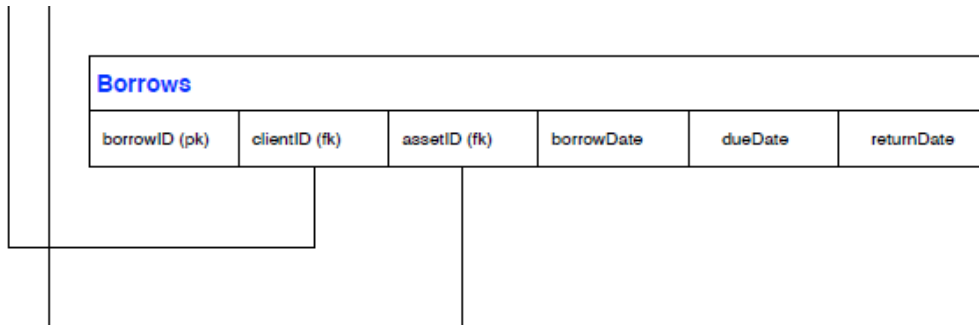 Borrows
borrowID (pk) clientID (fk) assetID (fk) borrowDate dueDate returnDate